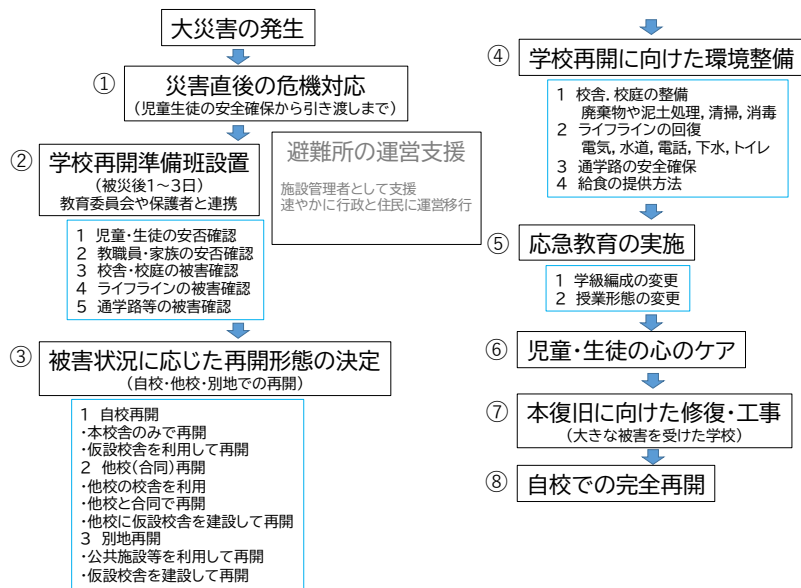 大災害の発生
①
災害直後の危機対応
（児童生徒の安全確保から引き渡しまで）
②
学校再開準備班設置
（被災後1～3日）
教育委員会や保護者と連携
1 児童・生徒の安否確認
2 教職員・家族の安否確認
3 校舎・校庭の被害確認
4 ライフラインの被害確認
5 通学路等の被害確認
避難所の運営支援
施設管理者として支援
速やかに行政と住民に運営移行
③
被害状況に応じた再開形態の決定
（自校・他校・別地での再開）
1 自校再開
・本校舎のみで再開
・仮設校舎を利用して再開
2 他校（合同）再開
・他校の校舎を利用
・他校と合同で再開
・他校に仮設校舎を建設して再開
3 別地再開
・公共施設等を利用して再開
・仮設校舎を建設して再開
④
学校再開に向けた環境整備
1 校舎，校庭の整備
廃棄物や泥土処理，清掃，消毒
2 ライフラインの回復
電気，水道，電話，下水，トイレ
3 通学路の安全確保
4 給食の提供方法
⑤
応急教育の実施
1 学級編成の変更
2 授業形態の変更
⑥
児童・生徒の心のケア
⑦
本復旧に向けた修復・工事
（大きな被害を受けた学校）
⑧
自校での完全再開